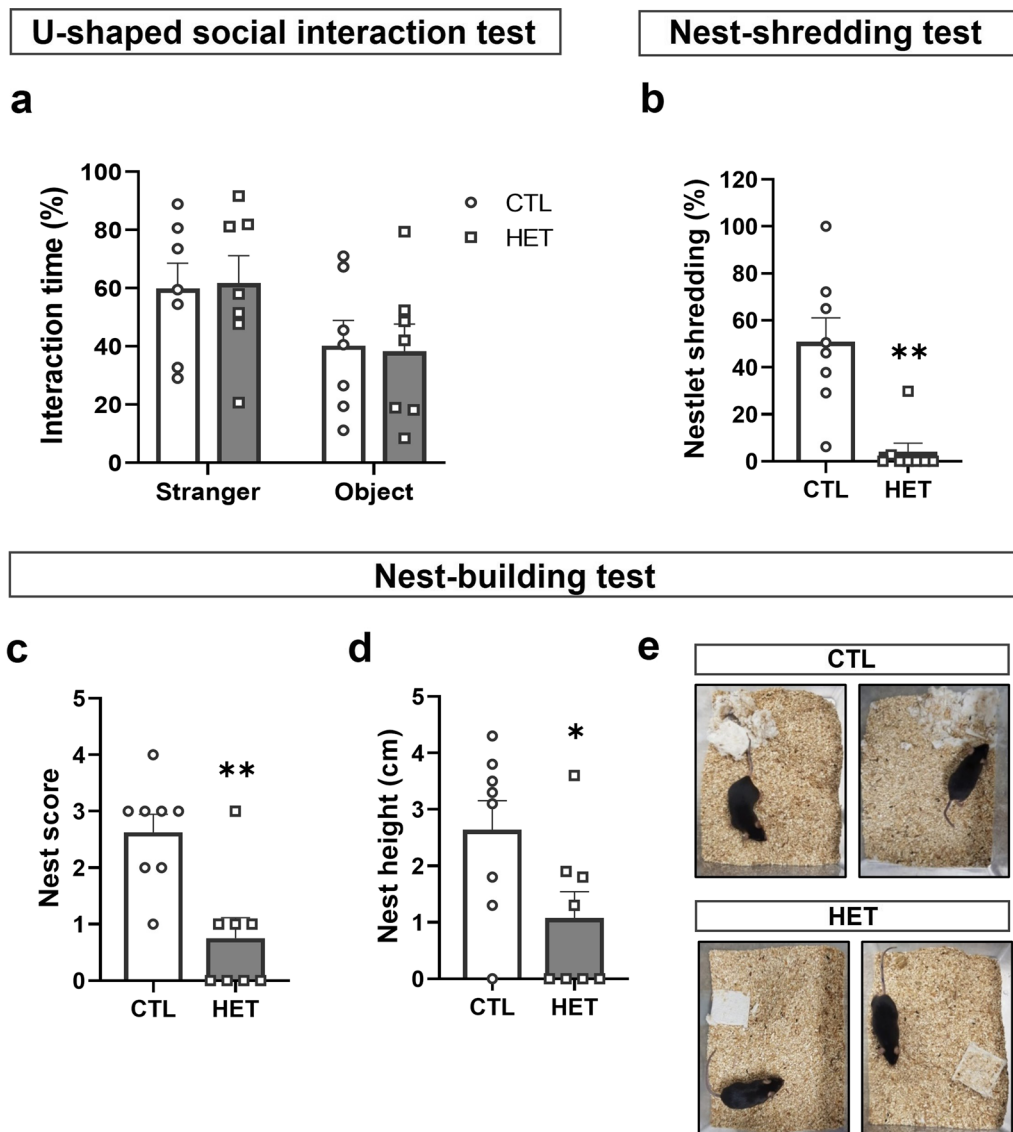 U-shaped social interaction test
Nest-shredding test
a
b
Interaction time (%)
100
80
60
40
20
0
Stranger
Object
CTL
HET
Nestlet shredding (%)
120
100
80
60
40
20
0
**
CTL
HET
Nest-building test
c
d
e
Nest score
5
4
3
2
1
0
**
CTL
HET
Nest height (cm)
5
4
3
2
1
0
*
CTL
HET
CTL
HET